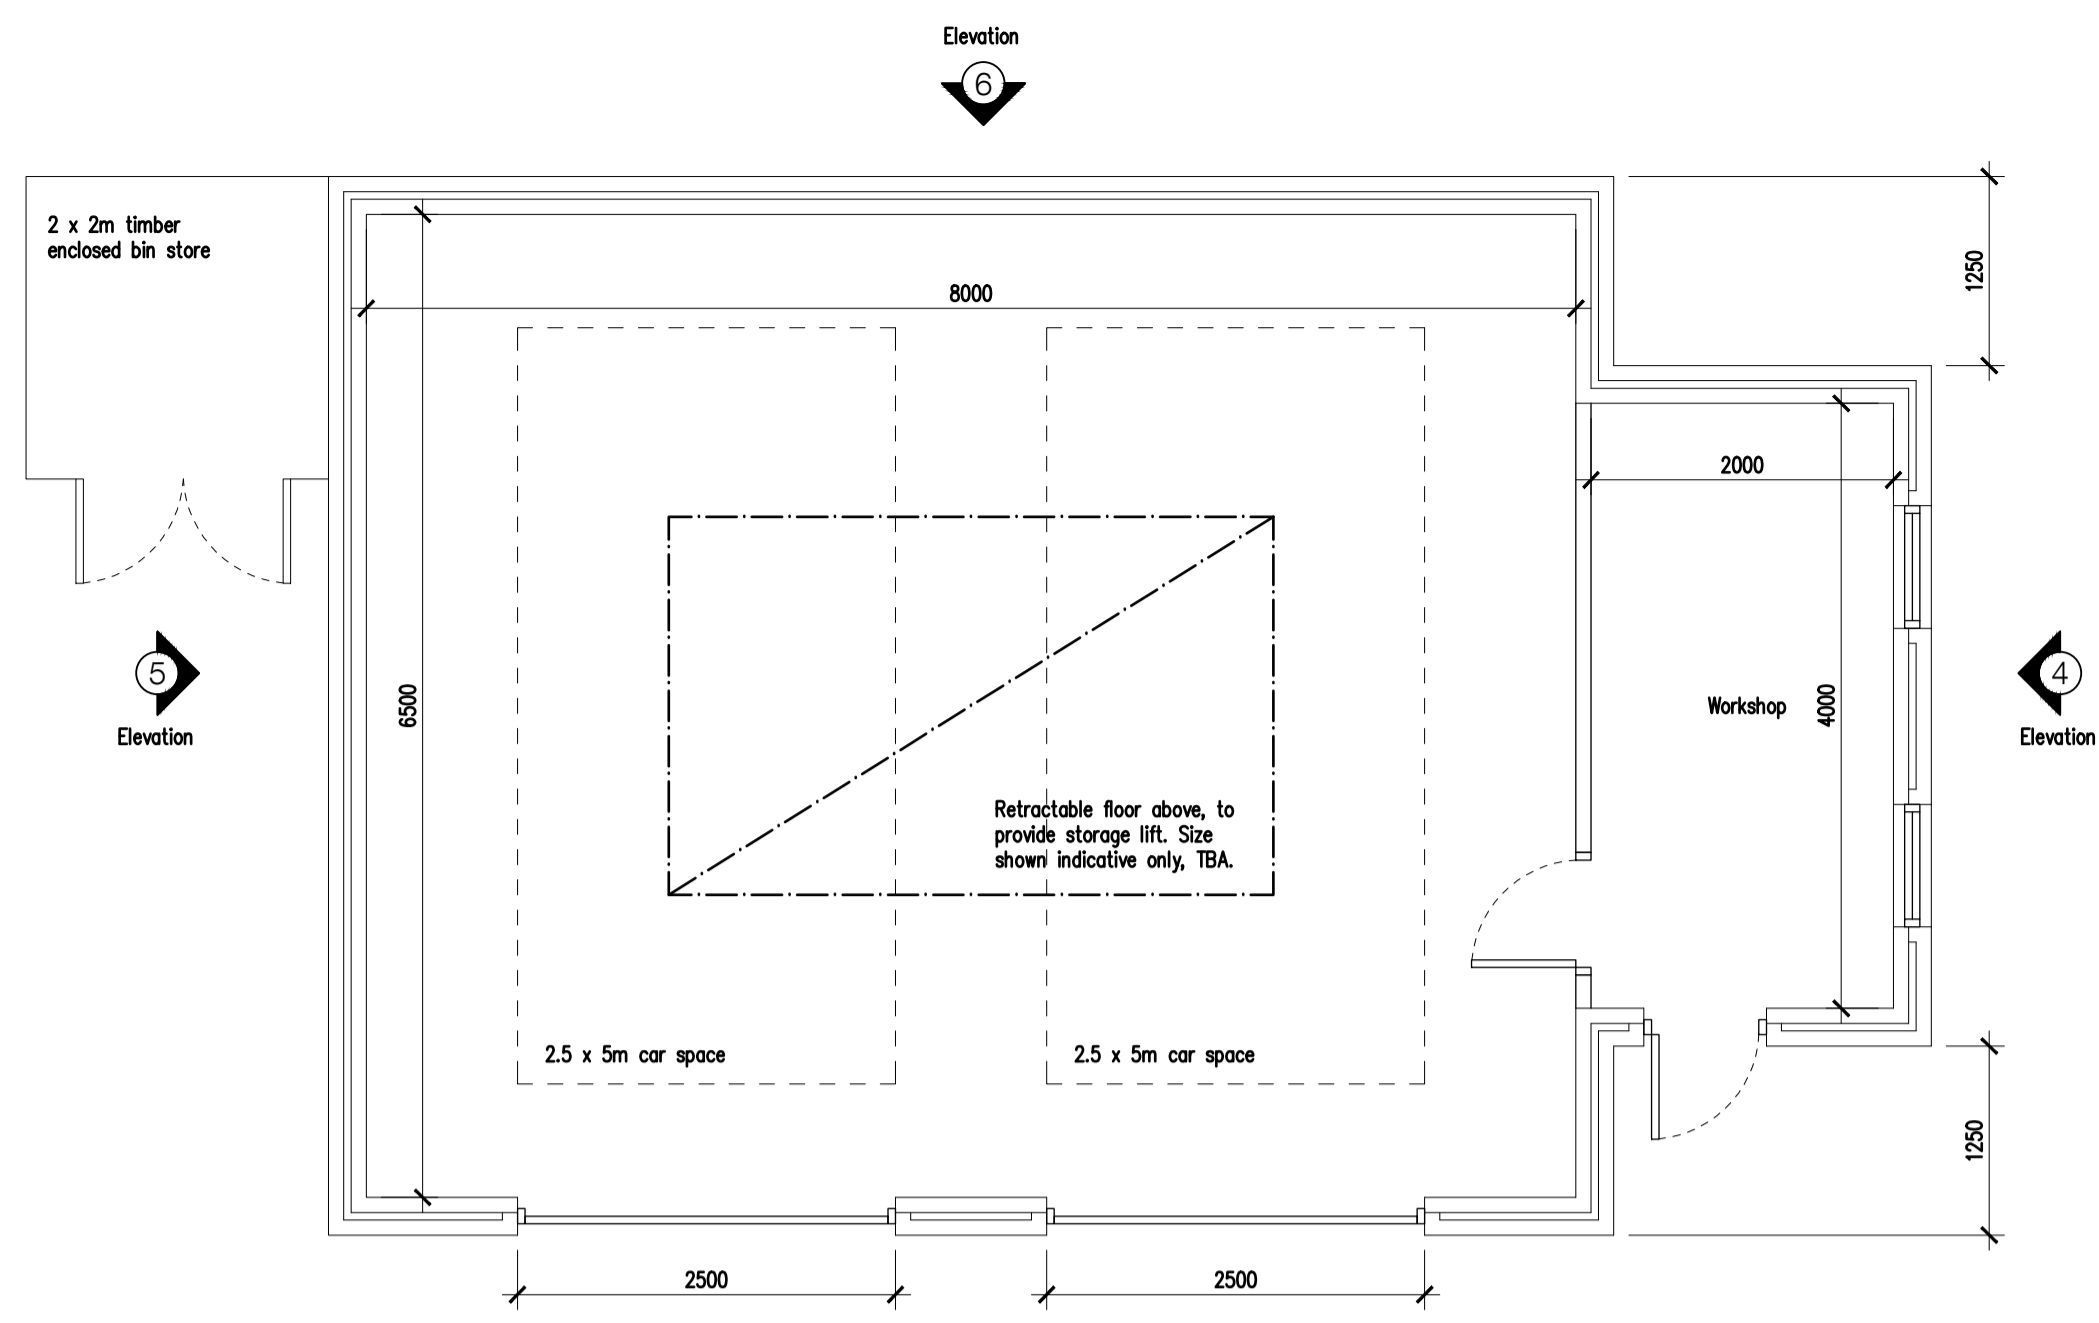 Elevation
6
2 x 2m timber
enclosed bin store
1250
8000
2000
5
Elevation
6500
Workshop
4000
4
Elevation
Retractable floor above, to
provide storage lift. Size
shown indicative only, TBA.
2.5 x 5m car space
2.5 x 5m car space
1250
2500
2500